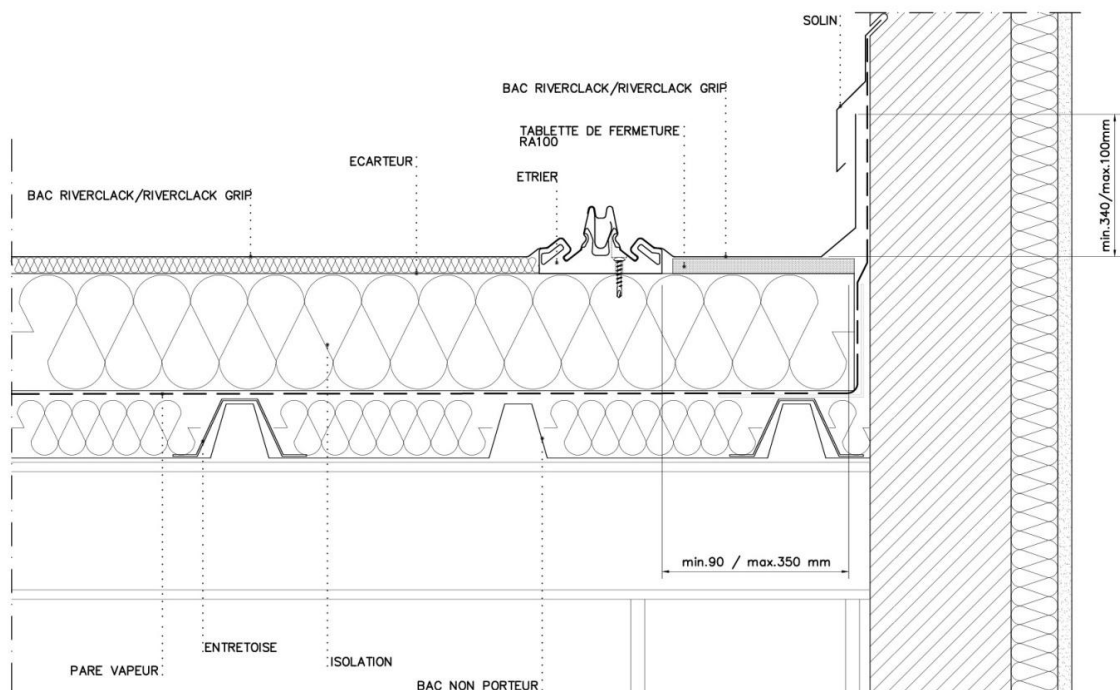 SOLIN
BAC RIVERCLACK/RIVERCLACK GRIP
TABLETTE DE FERMETURE
RA100
ECARTEUR
ETRIER
BAC RIVERCLACK/RIVERCLACK GRIP
min.340/max.100mm
min.90 / max.350 mm
ENTRETOISE
ISOLATION
PARE VAPEUR
BAC NON PORTEUR